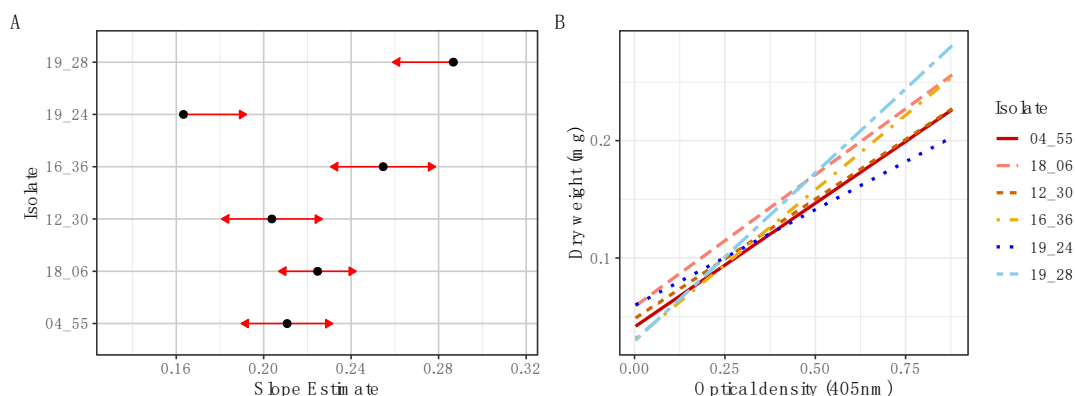 A
Isolate
19_28
19_24
16_36
12_30
18_06
04_55
0.16 0.20 0.24 0.28 0.32
Slope Estimate
B
Dry weight (mg)
0.2
0.1
0.00 0.25 0.50 0.75
Optical density (405nm)
Isolate
04_55
18_06
12_30
16_36
19_24
19_28